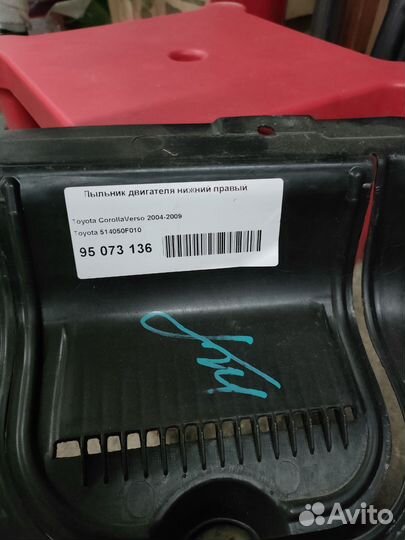 Пыльник двигателя нижний правый
Toyota CorollaVerso 2004-2009
Toyota 514050F010
95 073 136
Avito